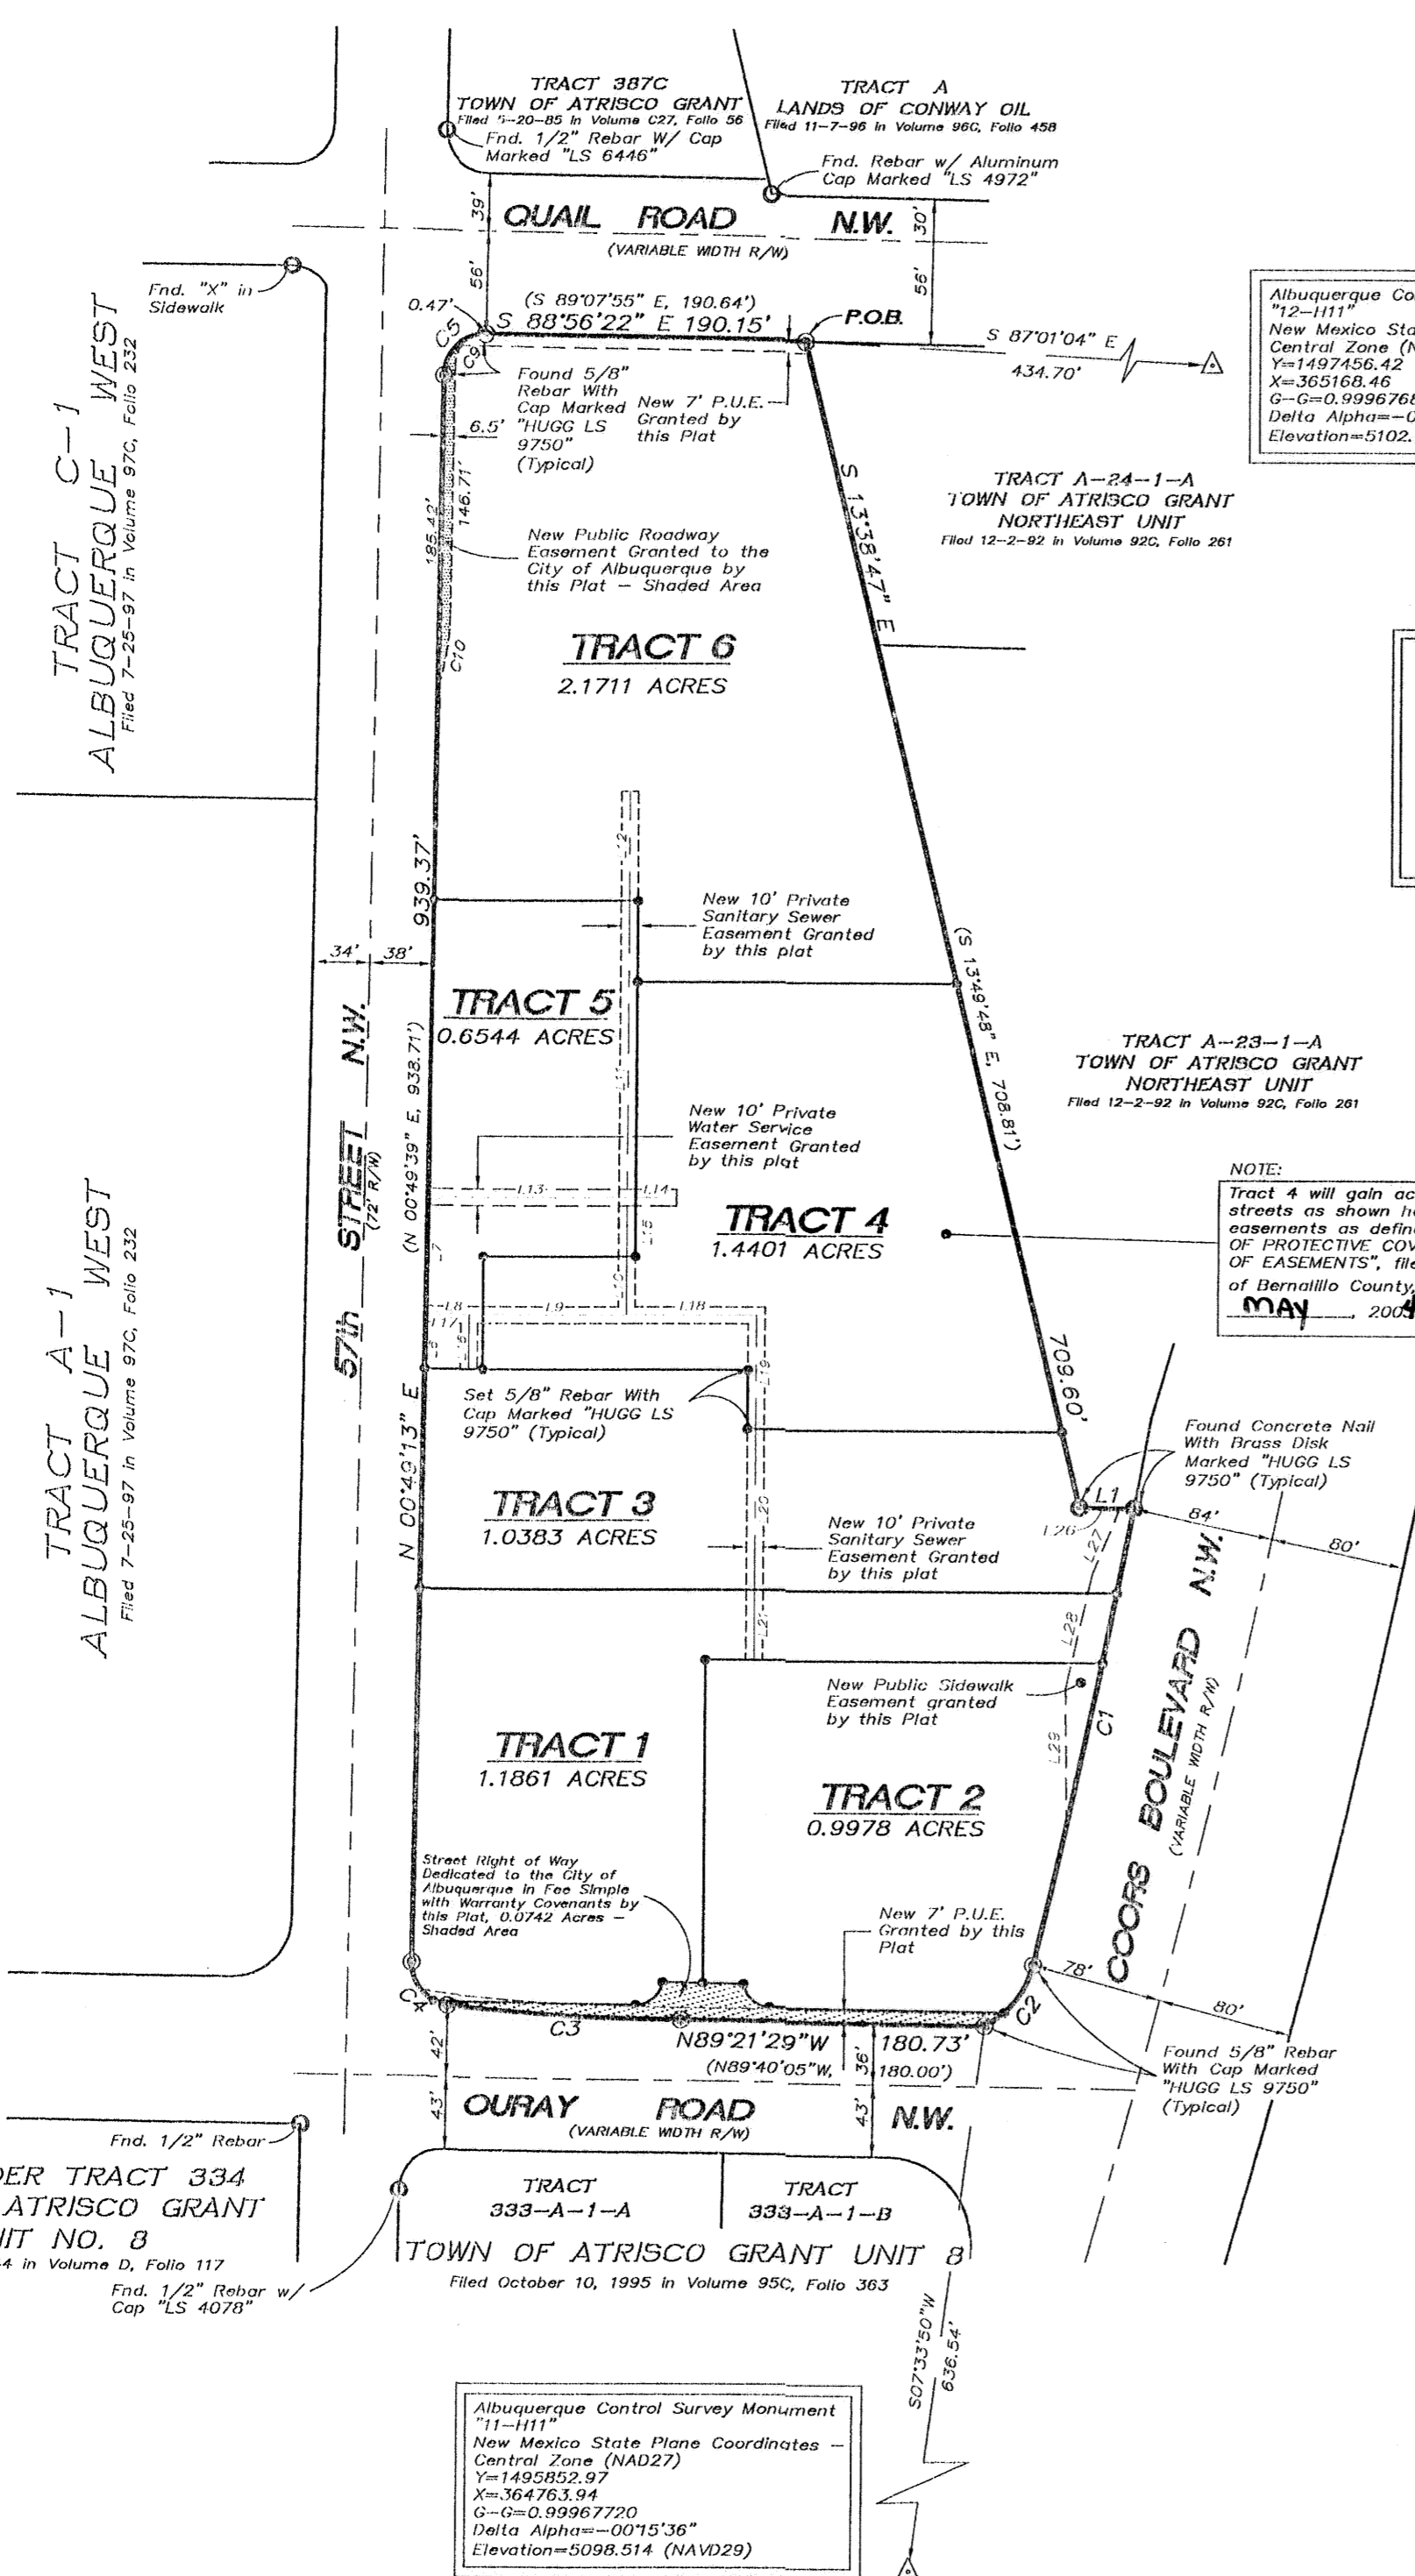 TRACT 387C
TOWN OF ATRISCO GRANT
Filed 5-20-85 in Volume C27, Folio 56
Fnd. 1/2" Rebar W/ Cap
Marked "LS 6446"
TRACT A
LANDS OF CONWAY OIL
Filed 11-7-96 in Volume 96C, Folio 458
Fnd. Rebar w/ Aluminum
Cap Marked "LS 4972"
39'
QUAIL ROAD N.W.
(VARIABLE WIDTH R/W)
30'
56'
56'
Fnd. "X" in
Sidewalk
0.47'
(S 89°07'55" E, 190.64')
S 88°56'22" E 190.15'
P.O.B.
S 87°01'04" E
434.70'
C5
C9
Albuquerque Co
"12-H11"
New Mexico Sta
Central Zone (N
Y=1497456.42
X=365168.46
G-G=0.9996768
Delta Alpha=-0
Elevation=5102.
Found 5/8"
Rebar With
Cap Marked
"HUGG LS
9750"
(Typical)
New 7' P.U.E.
Granted by
this Plat
6.5'
146.71'
185.42'
C10
TRACT C-1
ALBUQUERQUE WEST
Filed 7-25-97 in Volume 97C, Folio 232
S 13°38'47" E
TRACT A-24-1-A
TOWN OF ATRISCO GRANT
NORTHEAST UNIT
Filed 12-2-92 in Volume 92C, Folio 261
New Public Roadway
Easement Granted to the
City of Albuquerque by
this Plat - Shaded Area
TRACT 6
2.1711 ACRES
939.37'
L2
New 10' Private
Sanitary Sewer
Easement Granted
by this plat
34'
38'
(S 13°49'48" E, 708.81')
TRACT 5
0.6544 ACRES
57th STREET N.W.
(72' R/W)
(N 00°49'39" E, 938.71')
L11
TRACT A-23-1-A
TOWN OF ATRISCO GRANT
NORTHEAST UNIT
Filed 12-2-92 in Volume 92C, Folio 261
New 10' Private
Water Service
Easement Granted
by this plat
L13
L14
L15
TRACT 4
1.4401 ACRES
NOTE:
Tract 4 will gain ac
streets as shown h
easements as defin
OF PROTECTIVE COV
OF EASEMENTS", file
of Bernalillo County,
MAY , 2004
TRACT A-1
ALBUQUERQUE WEST
Filed 7-25-97 in Volume 97C, Folio 232
L7
L8
L9
L10
L18
L17
L16
L19
709.60'
Set 5/8" Rebar With
Cap Marked "HUGG LS
9750" (Typical)
N 00°49'13" E
Found Concrete Nail
With Brass Disk
Marked "HUGG LS
9750" (Typical)
TRACT 3
1.0383 ACRES
L20
New 10' Private
Sanitary Sewer
Easement Granted
by this plat
L1
L26
L27
84'
80'
L28
L21
New Public Sidewalk
Easement granted
by this Plat
L29
C1
COORS BOULEVARD N.W.
(VARIABLE WIDTH R/W)
TRACT 1
1.1861 ACRES
TRACT 2
0.9978 ACRES
Street Right of Way
Dedicated to the City of
Albuquerque in Fee Simple
with Warranty Covenants by
this Plat, 0.0742 Acres -
Shaded Area
New 7' P.U.E.
Granted by this
Plat
78'
80'
C4
C3
C2
N89°21'29"W 180.73'
(N89°40'05"W, 180.00')
42'
36'
43'
43'
OURAY ROAD N.W.
(VARIABLE WIDTH R/W)
Found 5/8" Rebar
With Cap Marked
"HUGG LS 9750"
(Typical)
Fnd. 1/2" Rebar
DER TRACT 334
ATRISCO GRANT
IT NO. 8
4 in Volume D, Folio 117
Fnd. 1/2" Rebar w/
Cap "LS 4078"
TRACT
333-A-1-A
TRACT
333-A-1-B
TOWN OF ATRISCO GRANT UNIT 8
Filed October 10, 1995 in Volume 95C, Folio 363
S07°33'50"W
636.54'
Albuquerque Control Survey Monument
"11-H11"
New Mexico State Plane Coordinates -
Central Zone (NAD27)
Y=1495852.97
X=364763.94
G-G=0.99967720
Delta Alpha=-00°15'36"
Elevation=5098.514 (NAVD29)